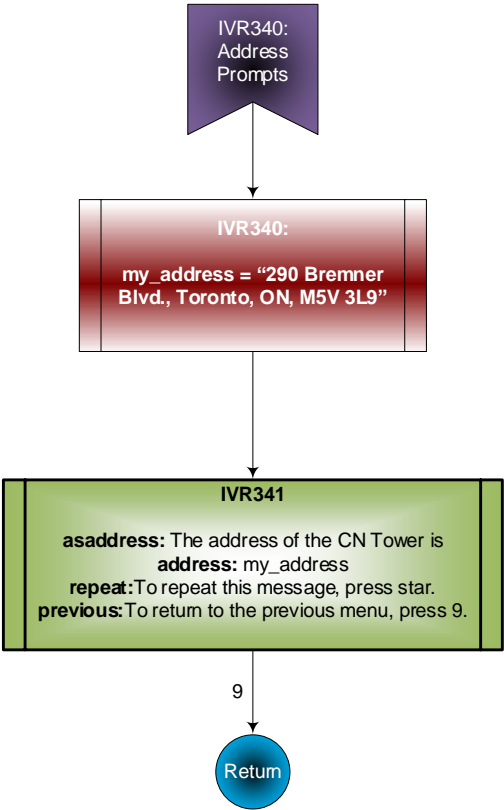 IVR340:
Address
Prompts
IVR340:
my_address = “290 Bremner
Blvd., Toronto, ON, M5V 3L9”
IVR341
asaddress: The address of the CN Tower is
address: my_address
repeat:To repeat this message, press star.
previous:To return to the previous menu, press 9.
9
Return